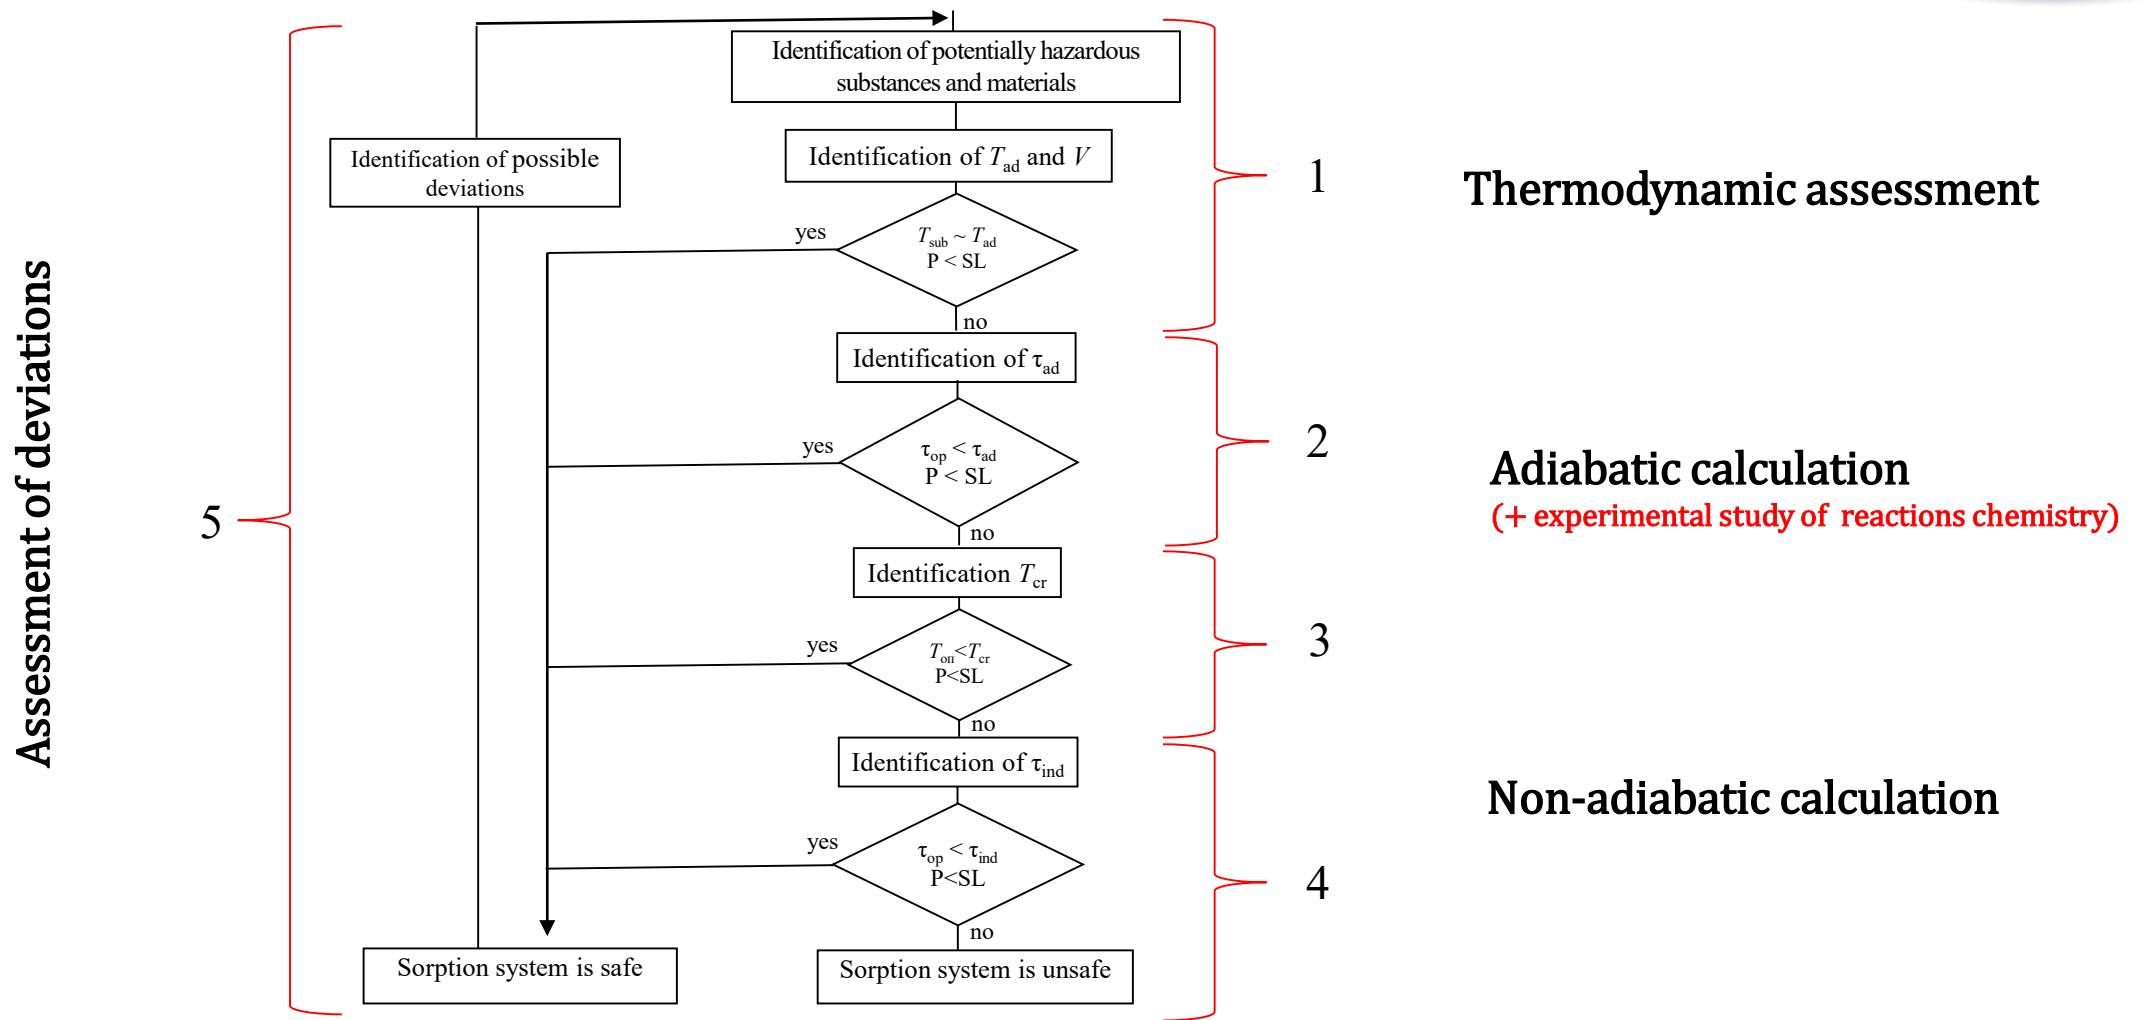 Assessment of deviations
5
Identification of possible
deviations
Identification of potentially hazardous
substances and materials
Identification of Tad and V
yes
Tsub ~ Tad
P < SL
no
1
Thermodynamic assessment
Identification of τad
yes
τop < τad
P < SL
no
2
Adiabatic calculation
(+ experimental study of reactions chemistry)
Identification Tcr
yes
Tоп<Tcr
P<SL
no
3
Identification of τind
yes
τop < τind
P<SL
no
4
Non-adiabatic calculation
Sorption system is safe
Sorption system is unsafe